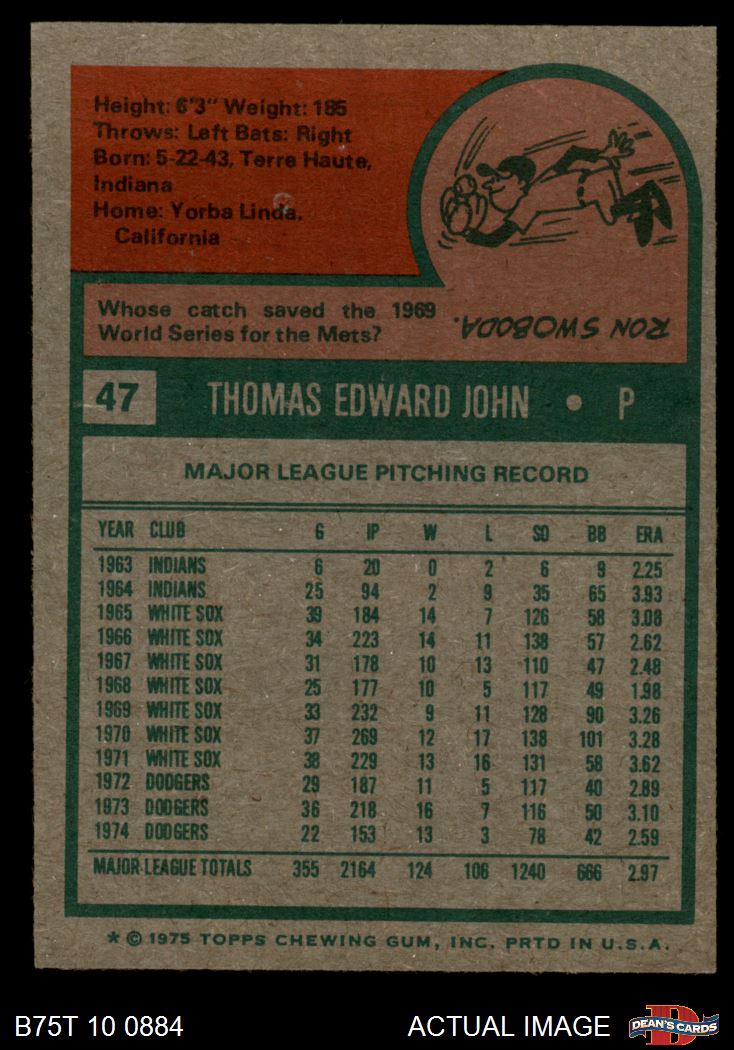 Height: 6'3" Weight: 185
Throws: Left Bats: Right
Born: 5-22-43, Terre Haute,
Indiana
Home: Yorba Linda,
California
Whose catch saved the 1969
World Series for the Mets?
RON SWOBODA.
47 THOMAS EDWARD JOHN • P
MAJOR LEAGUE PITCHING RECORD
YEAR CLUB G IP W L SO BB ERA
1963 INDIANS 6 20 0 2 6 9 2.25
1964 INDIANS 25 94 2 9 35 65 3.93
1965 WHITE SOX 39 184 14 7 126 58 3.08
1966 WHITE SOX 34 223 14 11 138 57 2.62
1967 WHITE SOX 31 178 10 13 110 47 2.48
1968 WHITE SOX 25 177 10 5 117 49 1.98
1969 WHITE SOX 33 232 9 11 128 90 3.26
1970 WHITE SOX 37 269 12 17 138 101 3.28
1971 WHITE SOX 38 229 13 16 131 58 3.62
1972 DODGERS 29 187 11 5 117 40 2.89
1973 DODGERS 36 218 16 7 116 50 3.10
1974 DODGERS 22 153 13 3 78 42 2.59
MAJOR LEAGUE TOTALS 355 2164 124 106 1240 666 2.97
* © 1975 TOPPS CHEWING GUM, INC. PRTD IN U.S.A.
B75T 10 0884 ACTUAL IMAGE DEAN'S CARDS